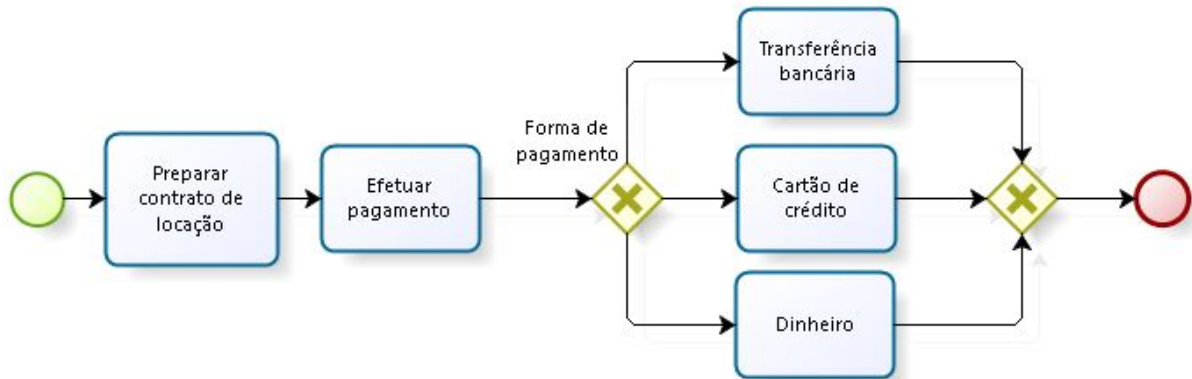 Preparar
contrato de
locação
Efetuar
pagamento
Forma de
pagamento
Transferência
bancária
Cartão de
crédito
Dinheiro